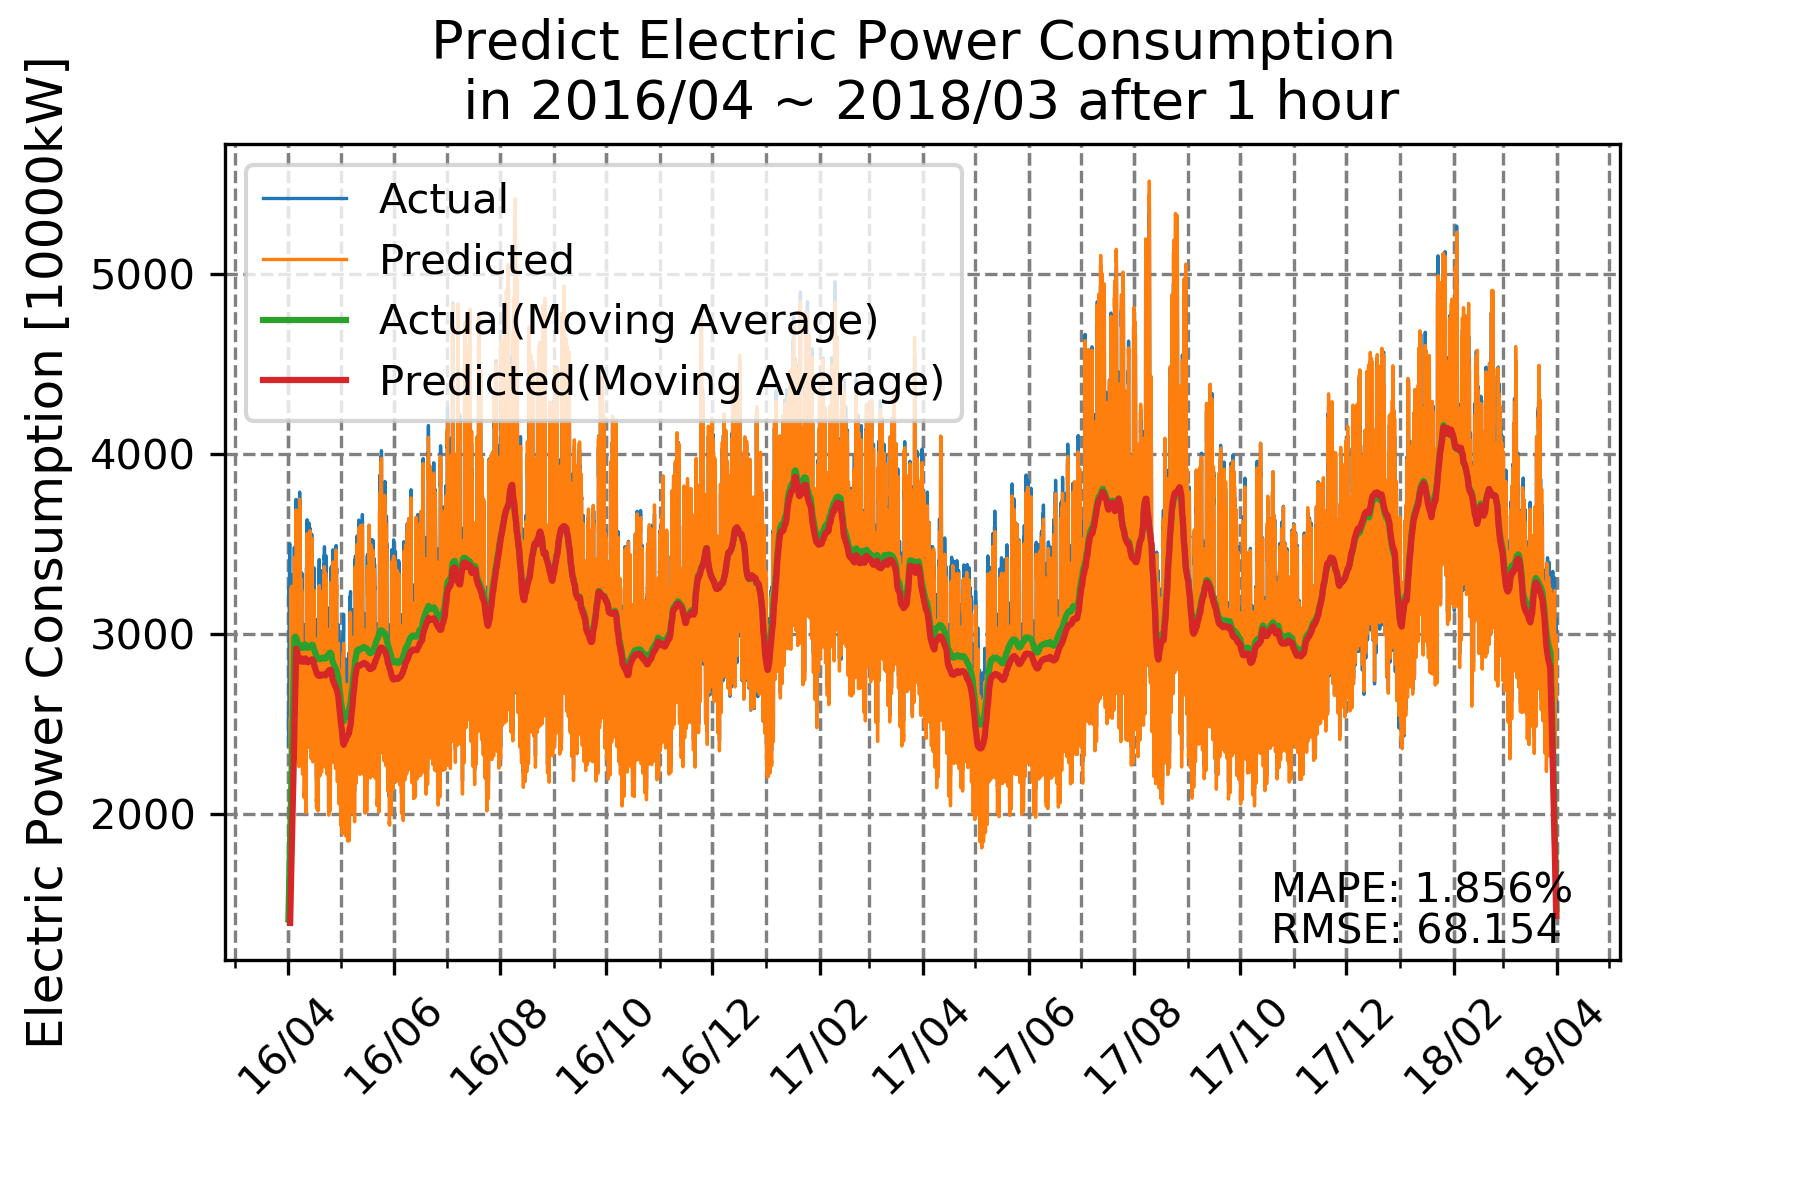 Predict Electric Power Consumption
in 2016/04 ~ 2018/03 after 1 hour
Electric Power Consumption [10000kW]
Actual
Predicted
Actual(Moving Average)
Predicted(Moving Average)
5000
4000
3000
2000
MAPE: 1.856%
RMSE: 68.154
16/04
16/06
16/08
16/10
16/12
17/02
17/04
17/06
17/08
17/10
17/12
18/02
18/04